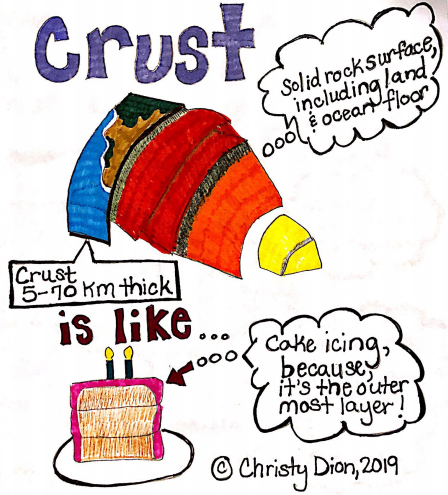 Crust
Solid rock surface,
including land
& ocean floor
Crust
5-70 Km thick
is like...
Cake icing,
because,
it's the outer
most layer!
© Christy Dion, 2019